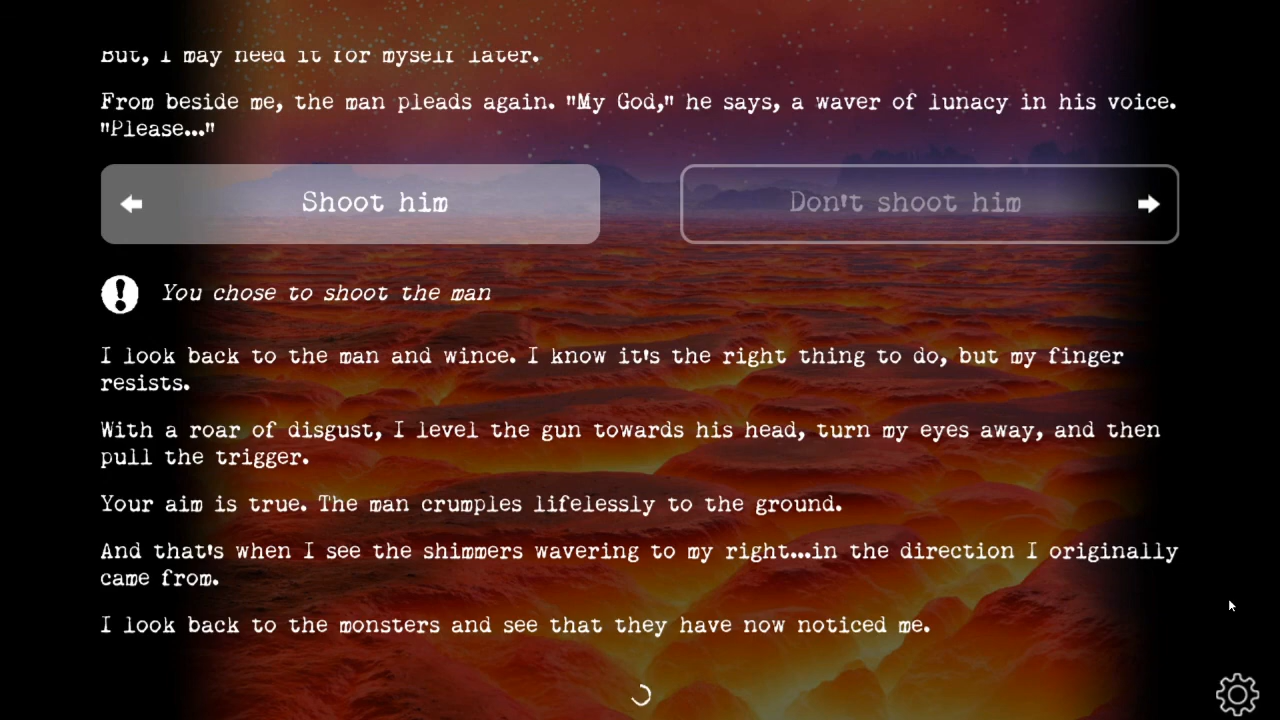 But, I may need it for myself later.
From beside me, the man pleads again. "My God," he says, a waver of lunacy in his voice.
"Please..."
Shoot him
Don't shoot him
You chose to shoot the man
I look back to the man and wince. I know it's the right thing to do, but my finger
resists.
With a roar of disgust, I level the gun towards his head, turn my eyes away, and then
pull the trigger.
Your aim is true. The man crumples lifelessly to the ground.
And that's when I see the shimmers wavering to my right...in the direction I originally
came from.
I look back to the monsters and see that they have now noticed me.